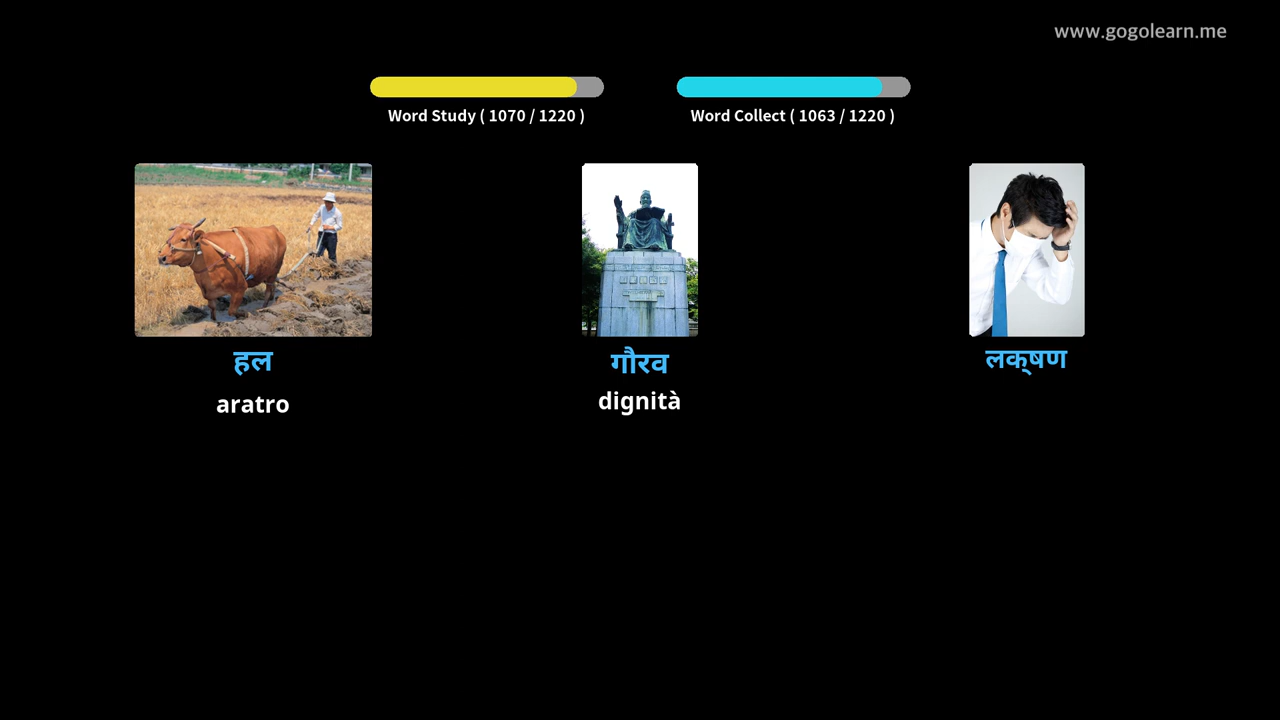 www.gogolearn.me
Word Study ( 1070 / 1220 )
Word Collect ( 1063 / 1220 )
हल
aratro
गौरव
dignità
लक्षण